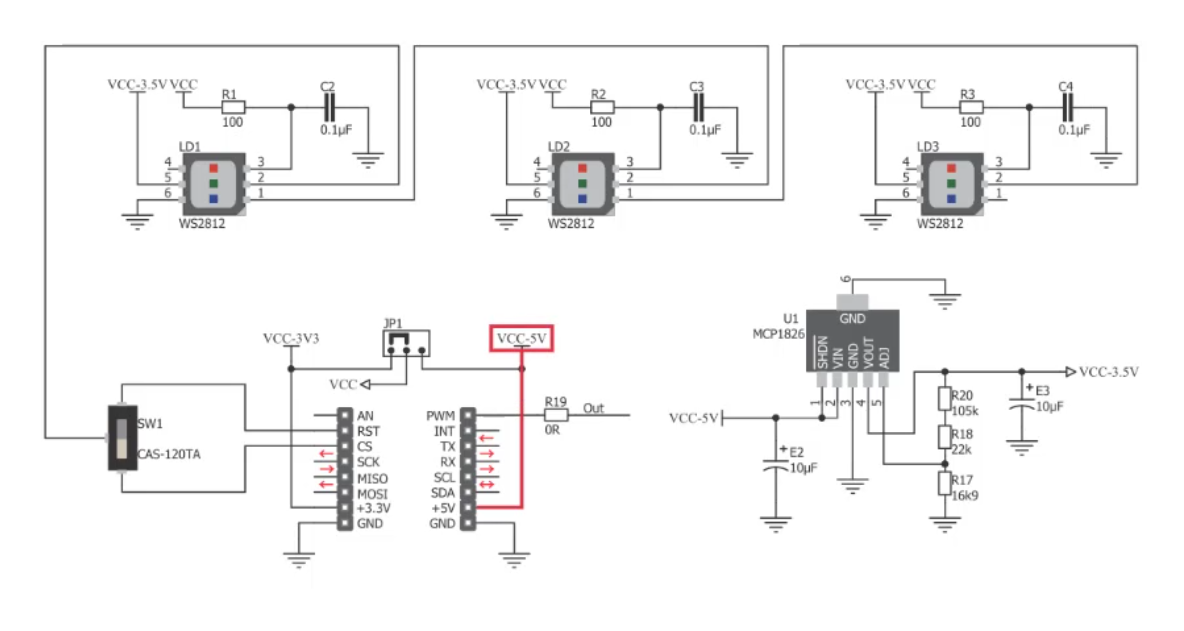 VCC-3.5V VCC
R1
100
C2
0.1µF
LD1
4
5
6
3
2
1
WS2812
VCC-3.5V VCC
R2
100
C3
0.1µF
LD2
4
5
6
3
2
1
WS2812
VCC-3.5V VCC
R3
100
C4
0.1µF
LD3
4
5
6
3
2
1
WS2812
VCC-3V3
JP1
VCC
VCC-5V
R19
0R
Out
SW1
CAS-120TA
AN
RST
CS
SCK
MISO
MOSI
+3.3V
GND
PWM
INT
TX
RX
SCL
SDA
+5V
GND
6
U1
MCP1826
GND
SHDN
VIN
GND
VOUT
ADJ
1
2
3
4
5
VCC-5V
+
E2
10µF
VCC-3.5V
R20
105k
R18
22k
R17
16k9
+
E3
10µF